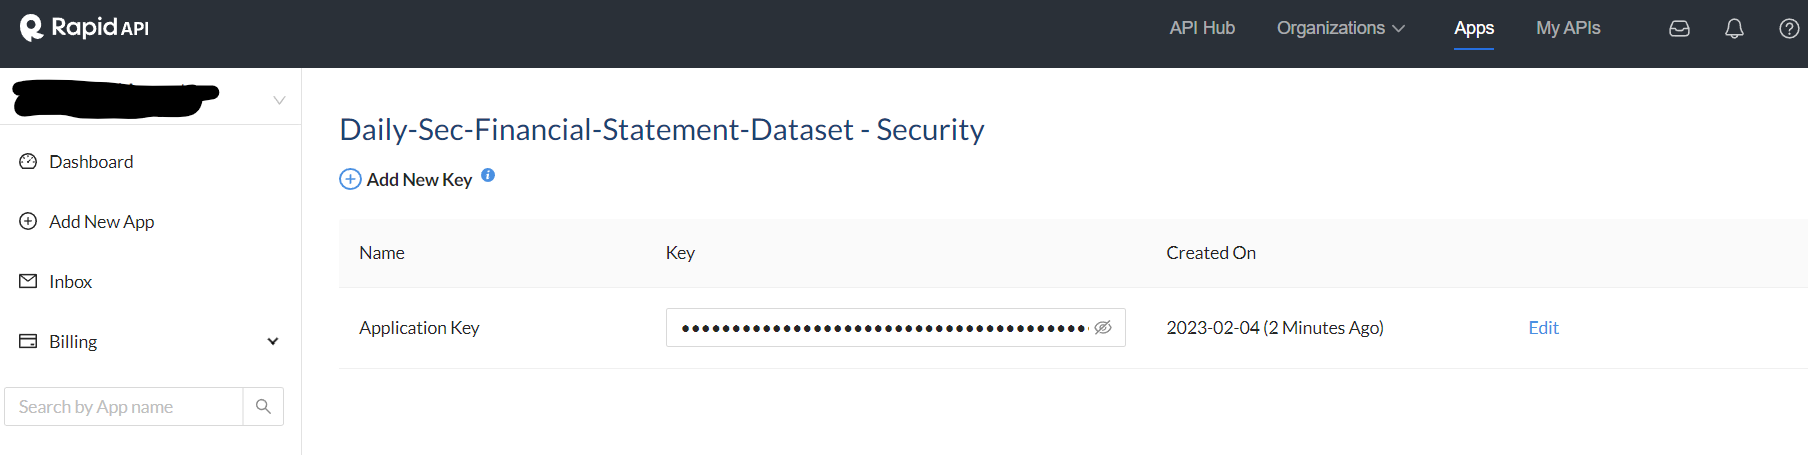 Rapid API
API Hub
Organizations
Apps
My APIs
Dashboard
Add New App
Inbox
Billing
Search by App name
Daily-Sec-Financial-Statement-Dataset - Security
Add New Key
Name Key Created On
Application Key •••••••••••••••••••••••••••••••••••••••• 2023-02-04 (2 Minutes Ago) Edit